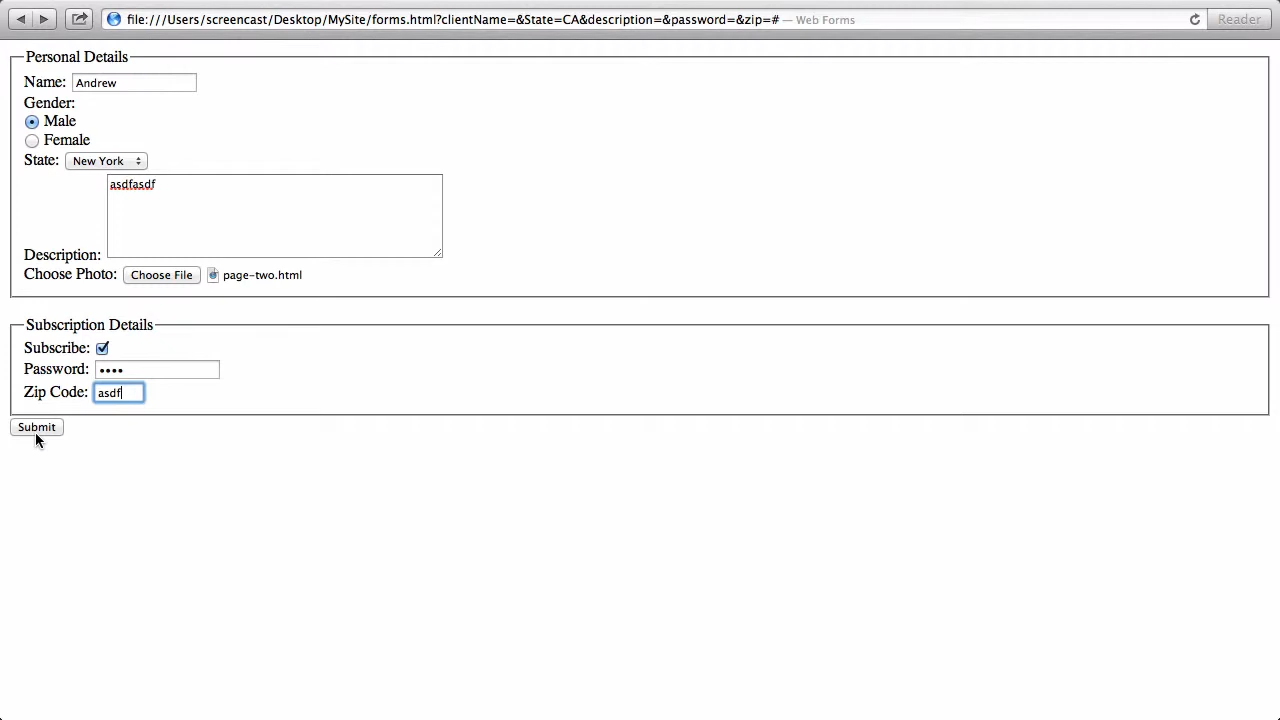 file:///Users/screencast/Desktop/MySite/forms.html?clientName=&State=CA&description=&password=&zip=# — Web Forms
Reader
Personal Details
Name: Andrew
Gender:
Male
Female
State: New York
asdfasdf
Description:
Choose Photo: Choose File page-two.html
Subscription Details
Subscribe:
Password: ••••
Zip Code: asdf
Submit